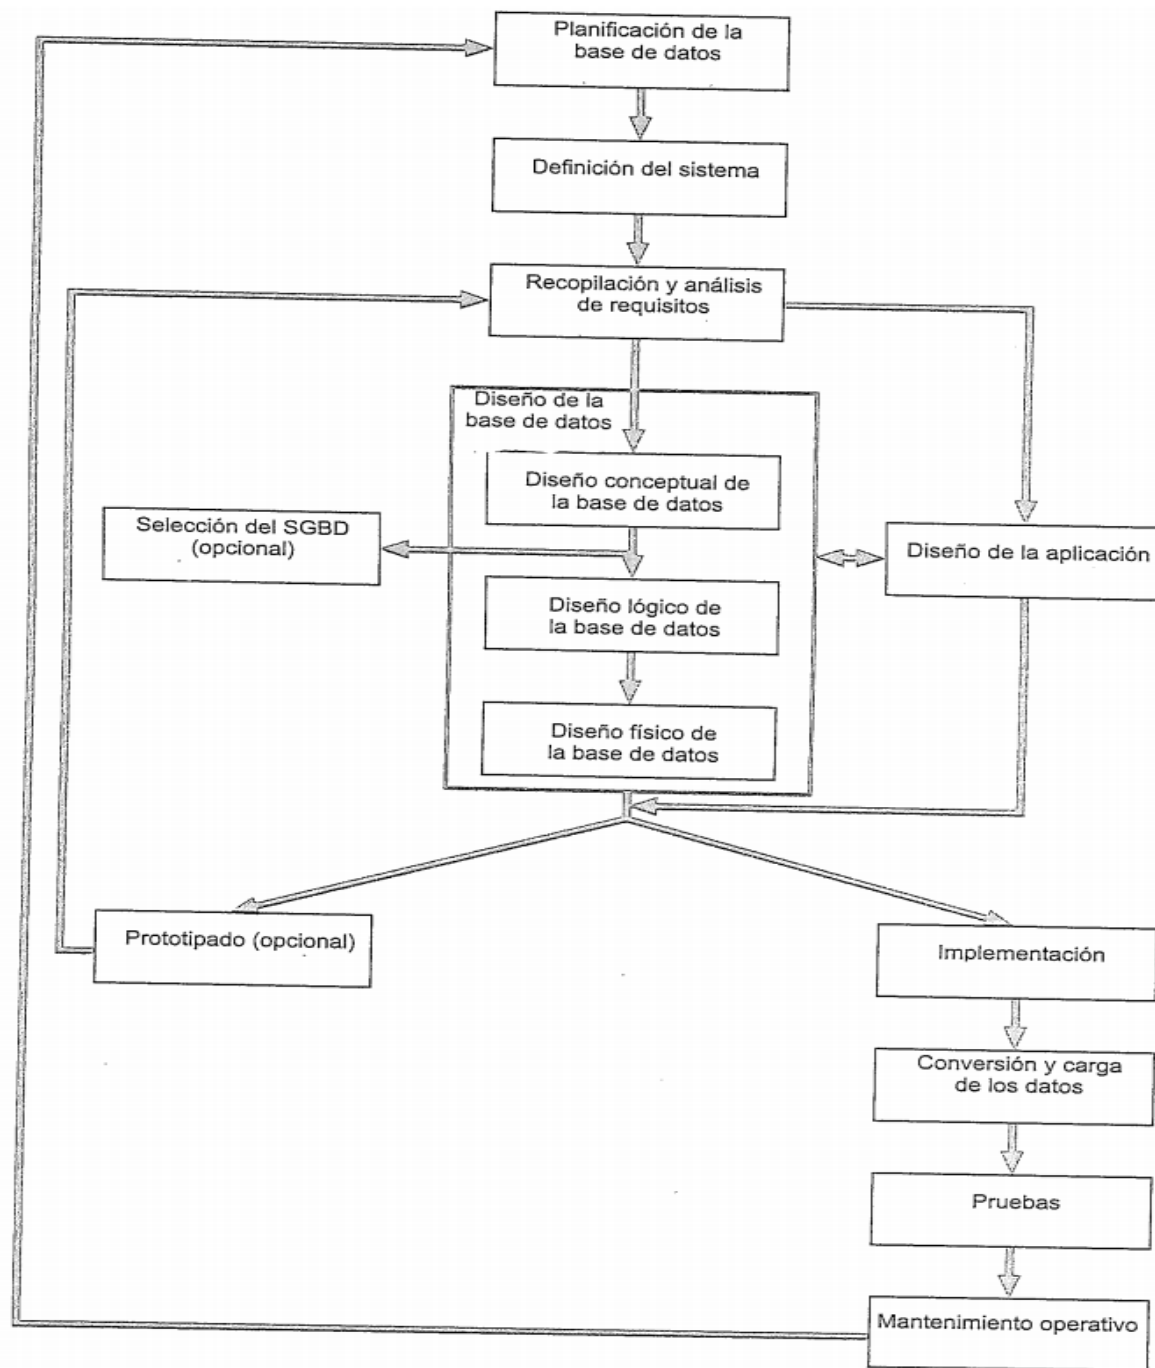 Planificación de la
base de datos
Definición del sistema
Recopilación y análisis
de requisitos
Diseño de la
base de datos
Diseño conceptual de
la base de datos
Selección del SGBD
(opcional)
Diseño de la aplicación
Diseño lógico de
la base de datos
Diseño físico de
la base de datos
Prototipado (opcional)
Implementación
Conversión y carga
de los datos
Pruebas
Mantenimiento operativo